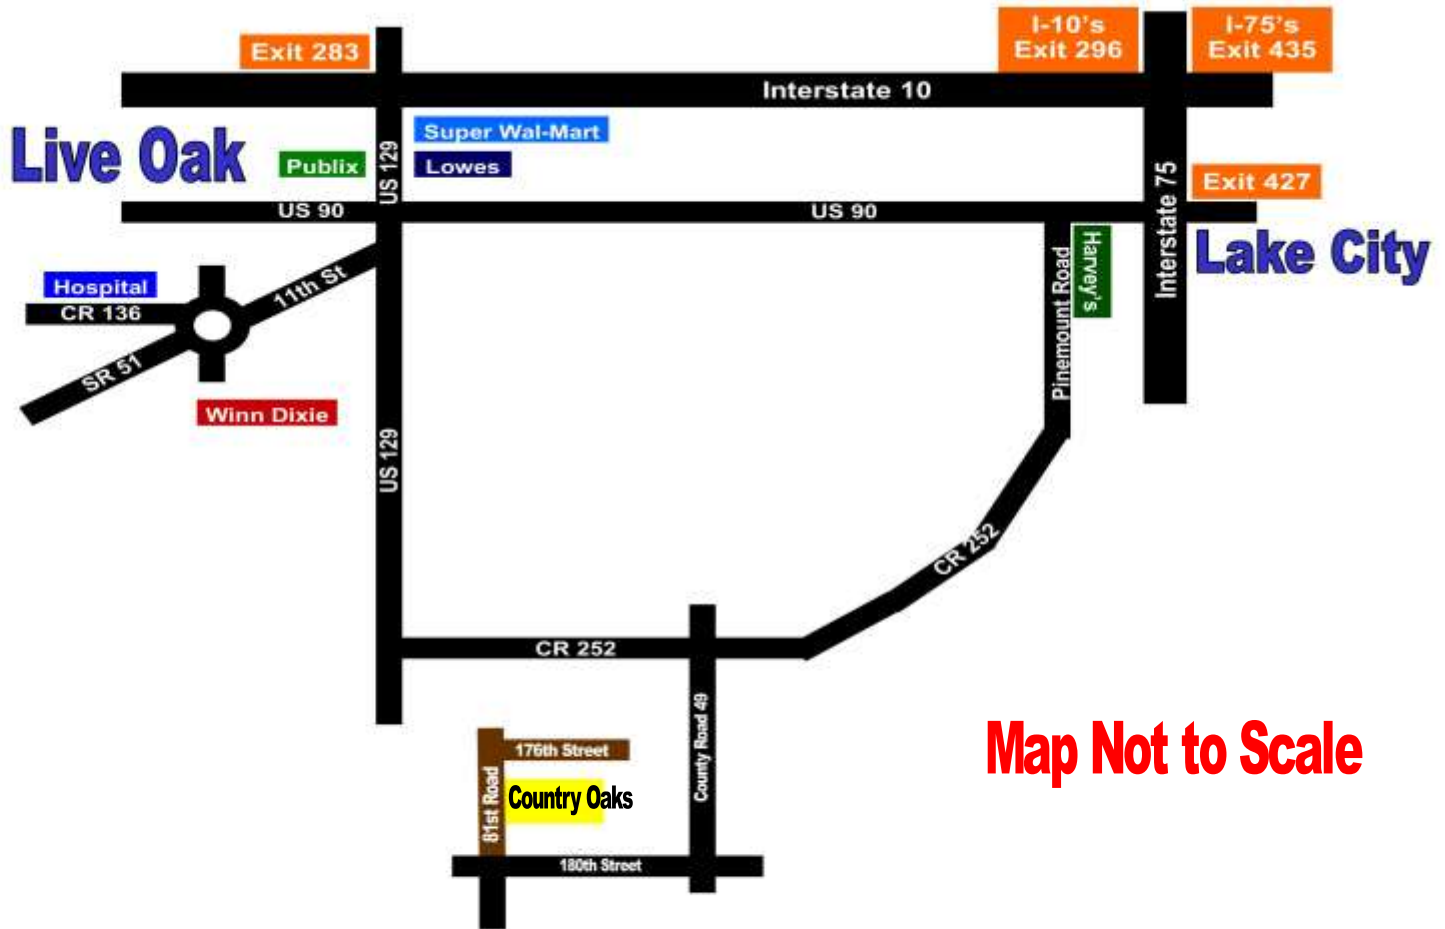 Exit 283
I-10's
Exit 296
I-75's
Exit 435
Interstate 10
Live Oak
Super Wal-Mart
Publix
US 129
Lowes
Exit 427
US 90
US 90
Interstate 75
Lake City
Harvey's
Pinemount Road
11th St
Hospital
CR 136
SR 51
Winn Dixie
US 129
CR 252
CR 252
County Road 49
176th Street
81st Road
Country Oaks
180th Street
Map Not to Scale